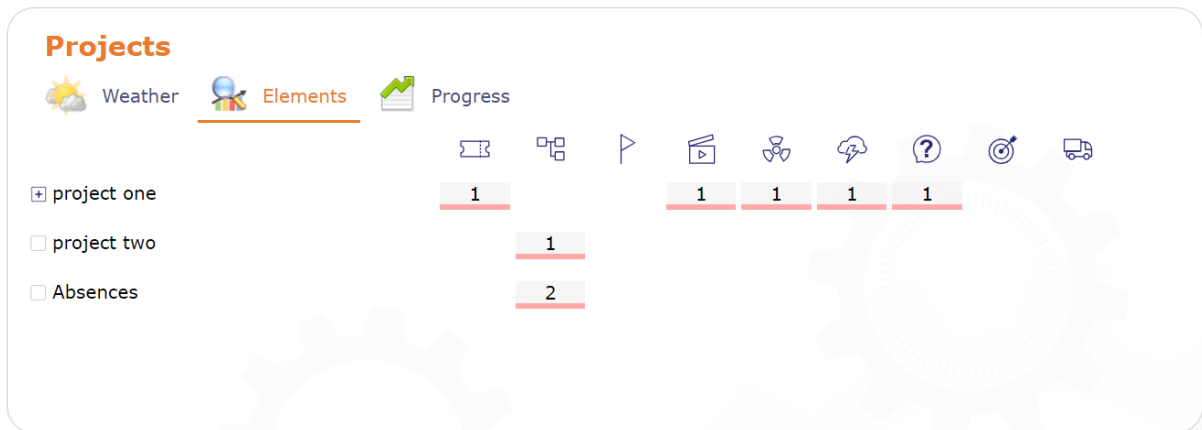 Projects
Weather Elements Progress
project one 1 1 1 1 1
project two 1
Absences 2